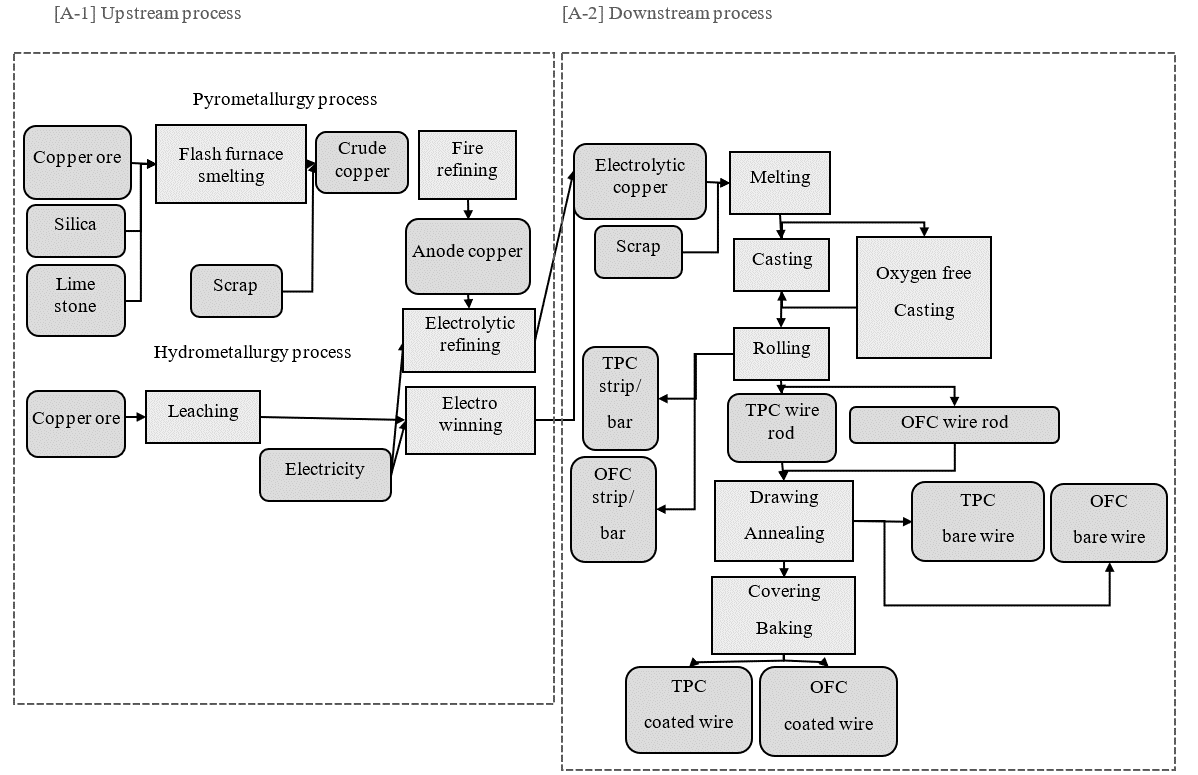 [A-1] Upstream process
[A-2] Downstream process
Pyrometallurgy process
Copper ore
Flash furnace
smelting
Crude
copper
Fire
refining
Silica
Lime
stone
Scrap
Anode copper
Electrolytic
refining
Hydrometallurgy process
Copper ore
Leaching
Electro
winning
Electricity
Electrolytic
copper
Melting
Scrap
Casting
Oxygen free
Casting
Rolling
TPC
strip/
bar
TPC wire
rod
OFC wire rod
OFC
strip/
bar
Drawing
Annealing
TPC
bare wire
OFC
bare wire
Covering
Baking
TPC
coated wire
OFC
coated wire